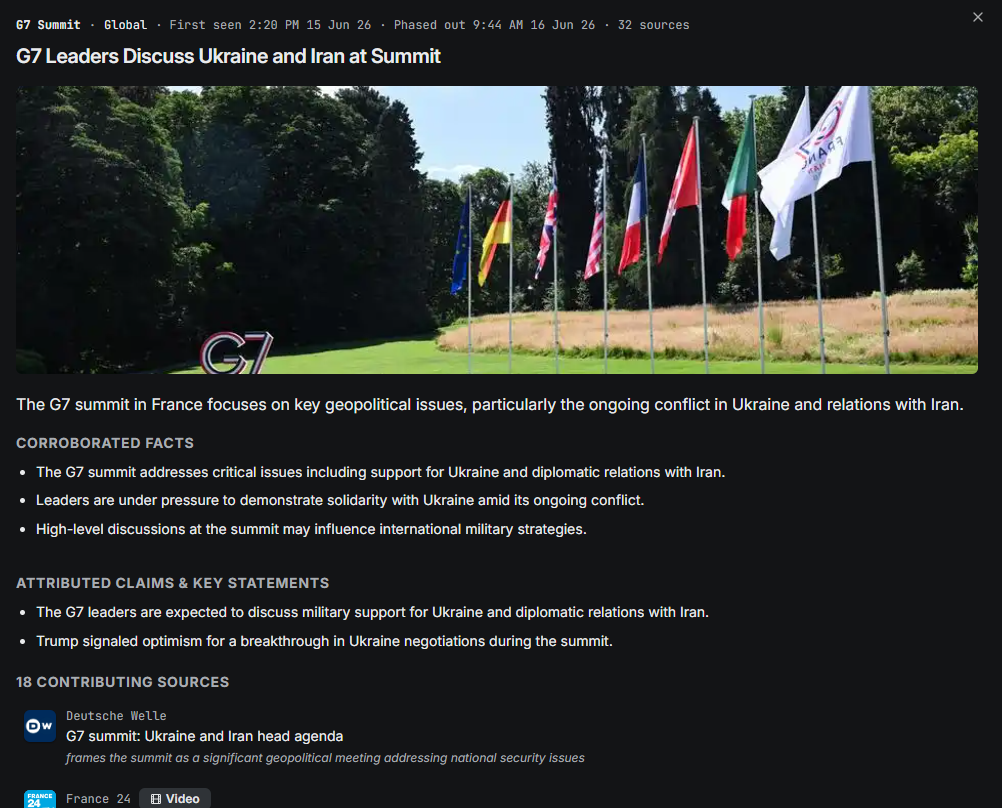 G7 Summit · Global · First seen 2:20 PM 15 Jun 26 · Phased out 9:44 AM 16 Jun 26 · 32 sources
G7 Leaders Discuss Ukraine and Iran at Summit
G7
The G7 summit in France focuses on key geopolitical issues, particularly the ongoing conflict in Ukraine and relations with Iran.
CORROBORATED FACTS
• The G7 summit addresses critical issues including support for Ukraine and diplomatic relations with Iran.
• Leaders are under pressure to demonstrate solidarity with Ukraine amid its ongoing conflict.
• High-level discussions at the summit may influence international military strategies.
ATTRIBUTED CLAIMS & KEY STATEMENTS
• The G7 leaders are expected to discuss military support for Ukraine and diplomatic relations with Iran.
• Trump signaled optimism for a breakthrough in Ukraine negotiations during the summit.
18 CONTRIBUTING SOURCES
DW
Deutsche Welle
G7 summit: Ukraine and Iran head agenda
frames the summit as a significant geopolitical meeting addressing national security issues
FRANCE 24
France 24 Video